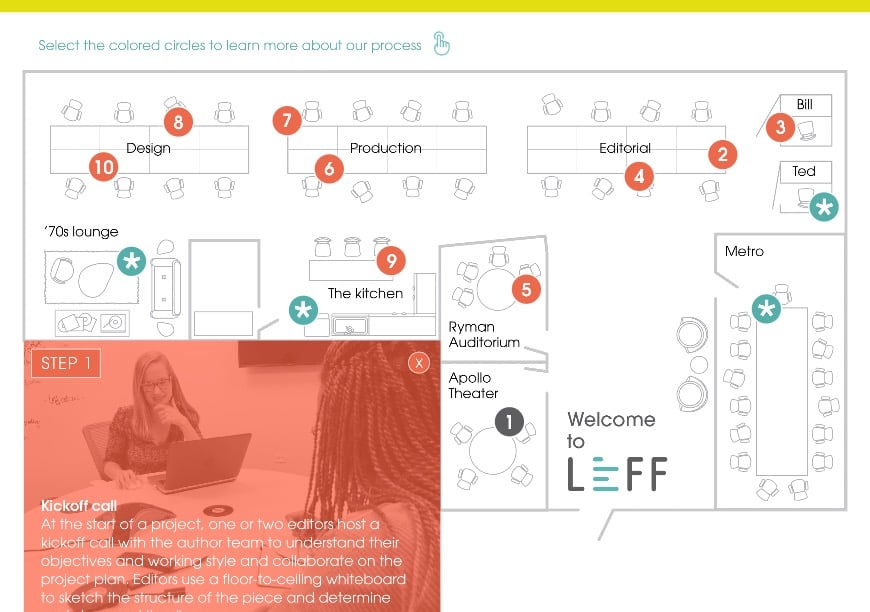 Select the colored circles to learn more about our process
Bill
8
7
3
Design
Production
Editorial
2
10
6
4
Ted
*
'70s lounge
*
Metro
9
The kitchen
5
*
*
Ryman
Auditorium
STEP 1
X
Apollo
Theater
1
Welcome
to
LEFF
Kickoff call
At the start of a project, one or two editors host a
kickoff call with the author team to understand their
objectives and working style and collaborate on the
project plan. Editors use a floor-to-ceiling whiteboard
to sketch the structure of the piece and determine